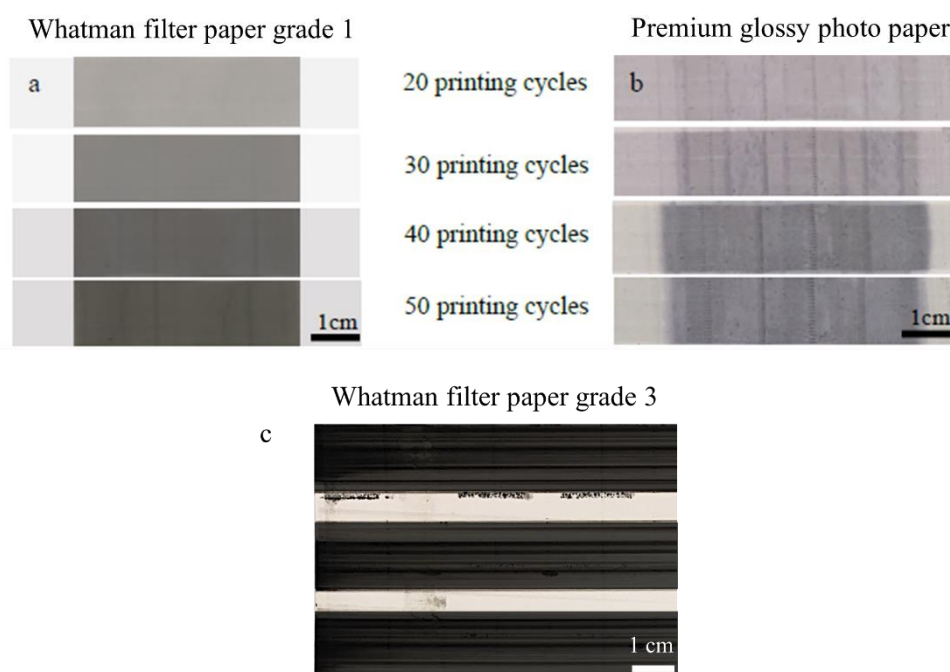 Whatman filter paper grade 1
Premium glossy photo paper
a
20 printing cycles
b
30 printing cycles
40 printing cycles
50 printing cycles
1cm
1cm
Whatman filter paper grade 3
c
1 cm